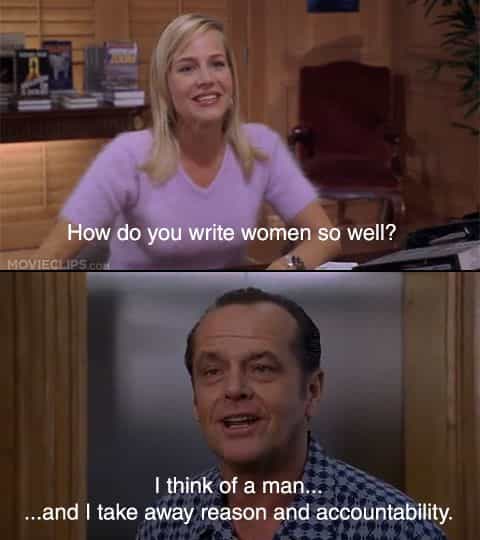 How do you write women so well?
MOVIECLIPS.com
I think of a man...
...and I take away reason and accountability.